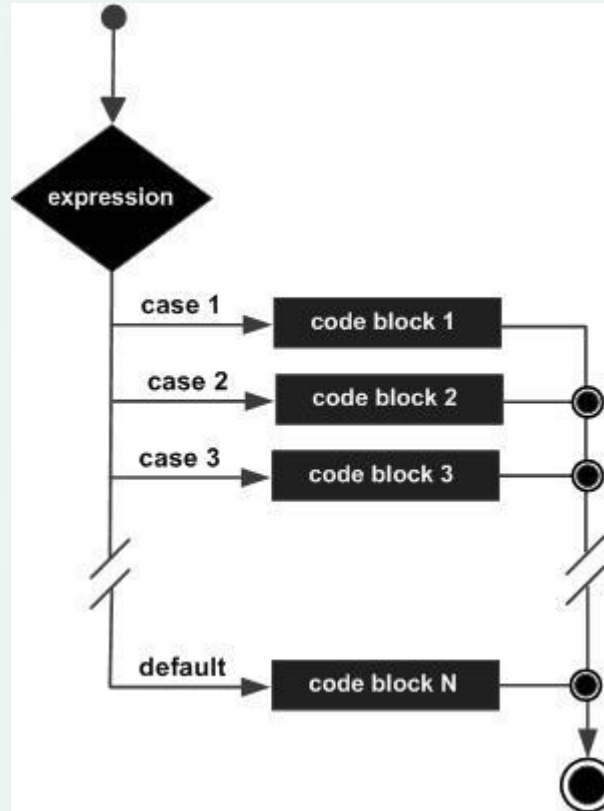 expression
case 1
code block 1
case 2
code block 2
case 3
code block 3
default
code block N